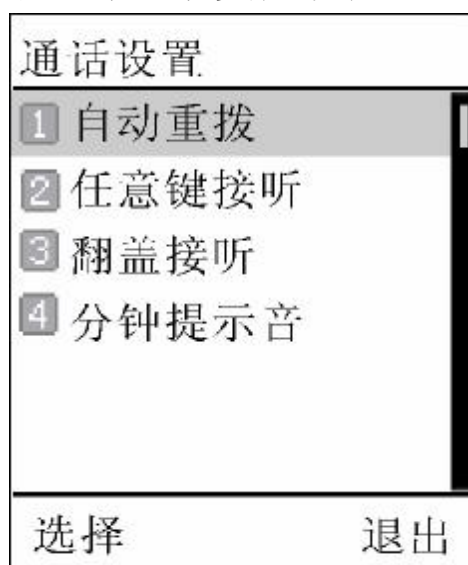 通话设置
1 自动重拨
2 任意键接听
3 翻盖接听
4 分钟提示音
选择 退出